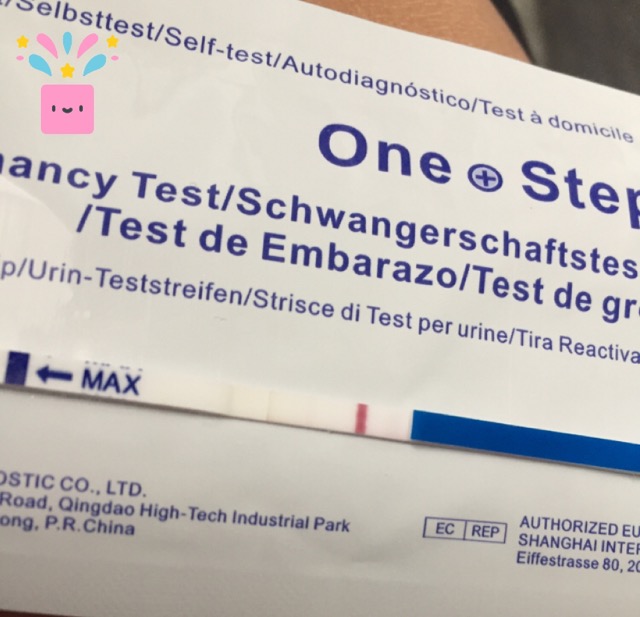 Selbsttest/Self-test/Autodiagnóstico/Test à domicile
One Step
Test/Schwangerschaftstes
/Test de Embarazo/Test de gr
p/Urin-Teststreifen/Strisce di Test per urine/Tira Reactiva
MAX
OSTIC CO., LTD.
Road, Qingdao High-Tech Industrial Park
ong, P.R.China
EC REP
AUTHORIZED EU
SHANGHAI INTER
Eiffestrasse 80, 20